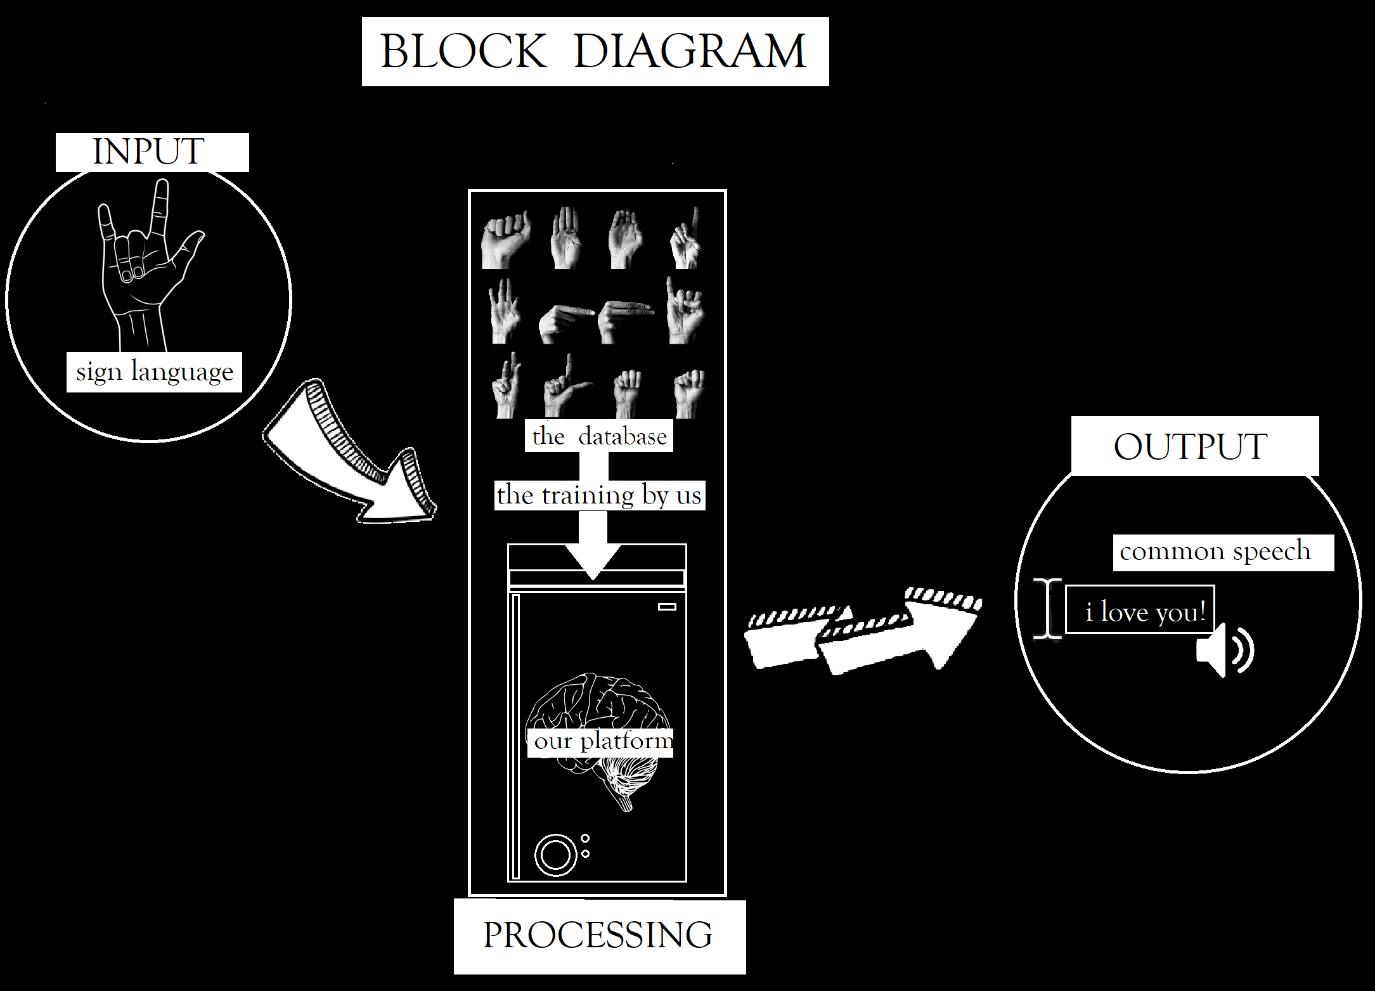 BLOCK DIAGRAM
INPUT
sign language
the database
the training by us
our platform
PROCESSING
OUTPUT
common speech
i love you!